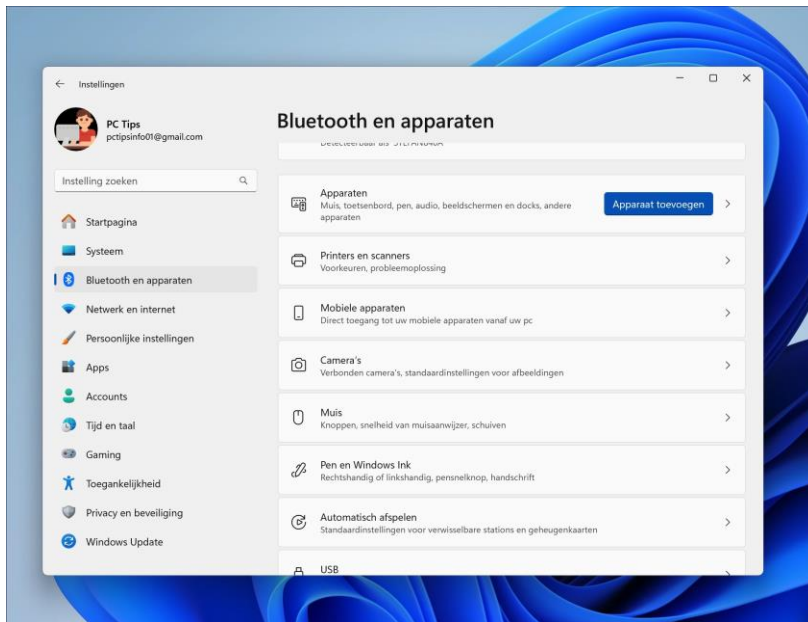 Instellingen
PC Tips
pctipsinfo01@gmail.com
Instelling zoeken
Startpagina
Systeem
Bluetooth en apparaten
Netwerk en internet
Persoonlijke instellingen
Apps
Accounts
Tijd en taal
Gaming
Toegankelijkheid
Privacy en beveiliging
Windows Update
Bluetooth en apparaten
Detecteerbaar als
Apparaten
Muis, toetsenbord, pen, audio, beeldschermen en docks, andere
apparaten
Apparaat toevoegen
Printers en scanners
Voorkeuren, probleemoplossing
Mobiele apparaten
Direct toegang tot uw mobiele apparaten vanaf uw pc
Camera's
Verbonden camera's, standaardinstellingen voor afbeeldingen
Muis
Knoppen, snelheid van muisaanwijzer, schuiven
Pen en Windows Ink
Rechtshandig of linkshandig, pensnelknop, handschrift
Automatisch afspelen
Standaardinstellingen voor verwisselbare stations en geheugenkaarten
USB